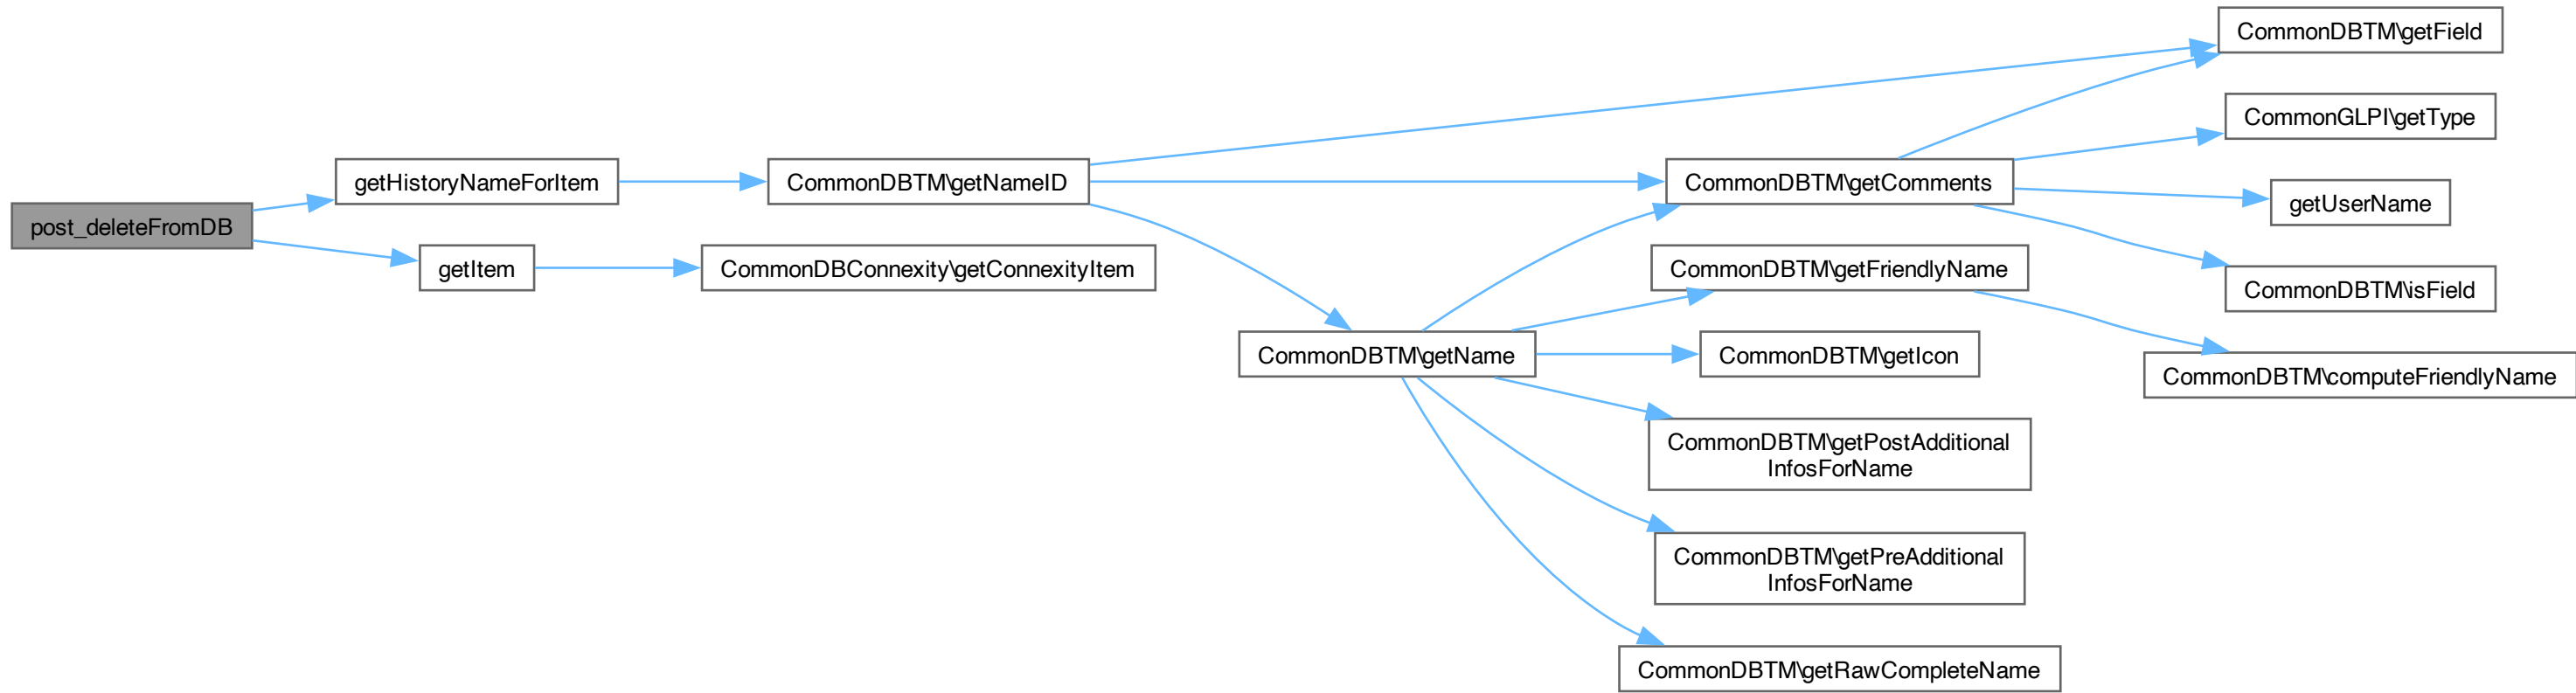 post_deleteFromDB
getHistoryNameForItem
getItem
CommonDBTM\getNameID
CommonDBConnexity\getConnexityItem
CommonDBTM\getName
CommonDBTM\getComments
CommonDBTM\getFriendlyName
CommonDBTM\getIcon
CommonDBTM\getPostAdditional
InfosForName
CommonDBTM\getPreAdditional
InfosForName
CommonDBTM\getRawCompleteName
CommonDBTM\getField
CommonGLPI\getType
getUserName
CommonDBTM\isField
CommonDBTM\computeFriendlyName